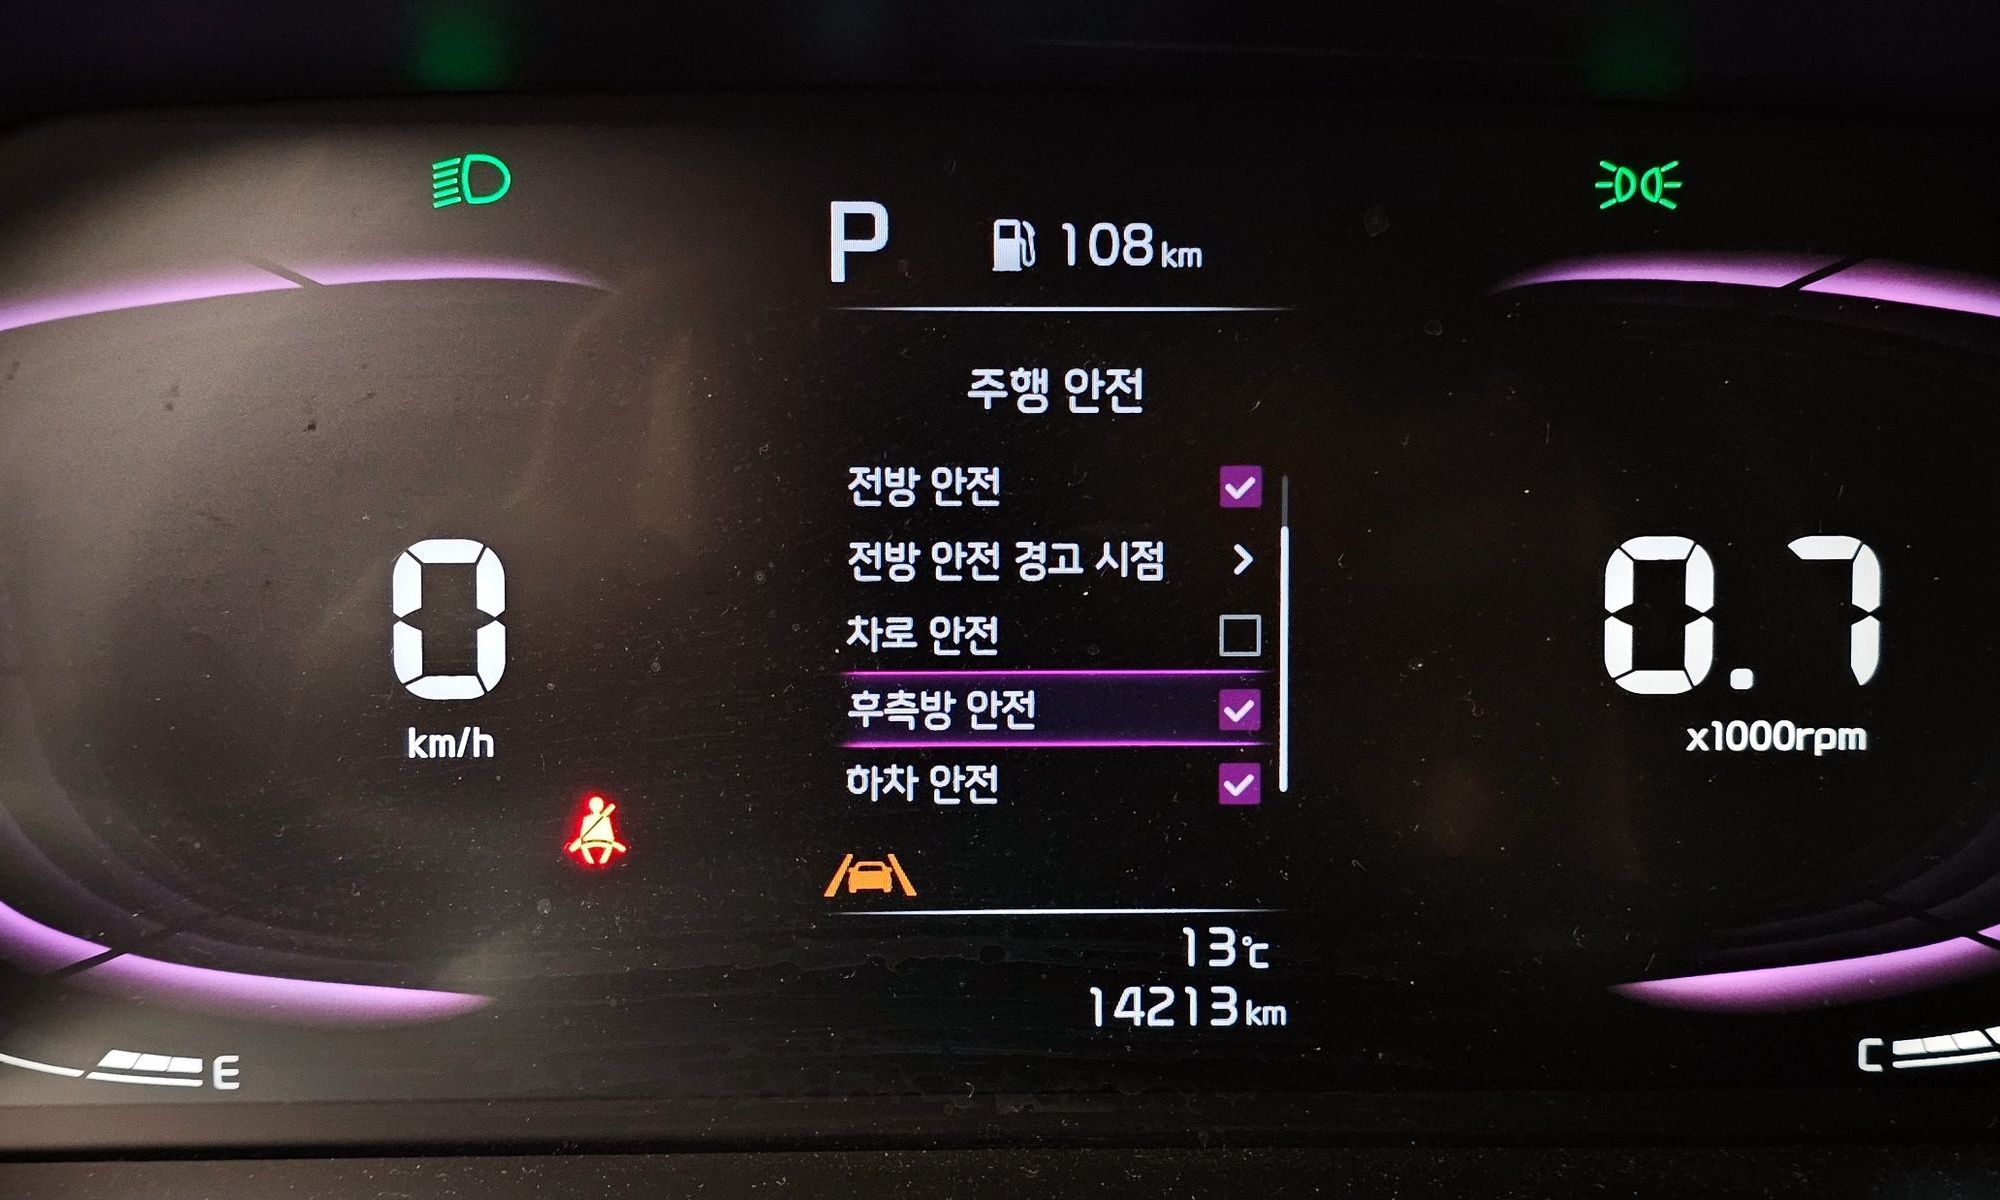 P 108km
주행 안전
전방 안전
전방 안전 경고 시점
차로 안전
후측방 안전
하차 안전
0
km/h
0.7
x1000rpm
13℃
14213km
E
C